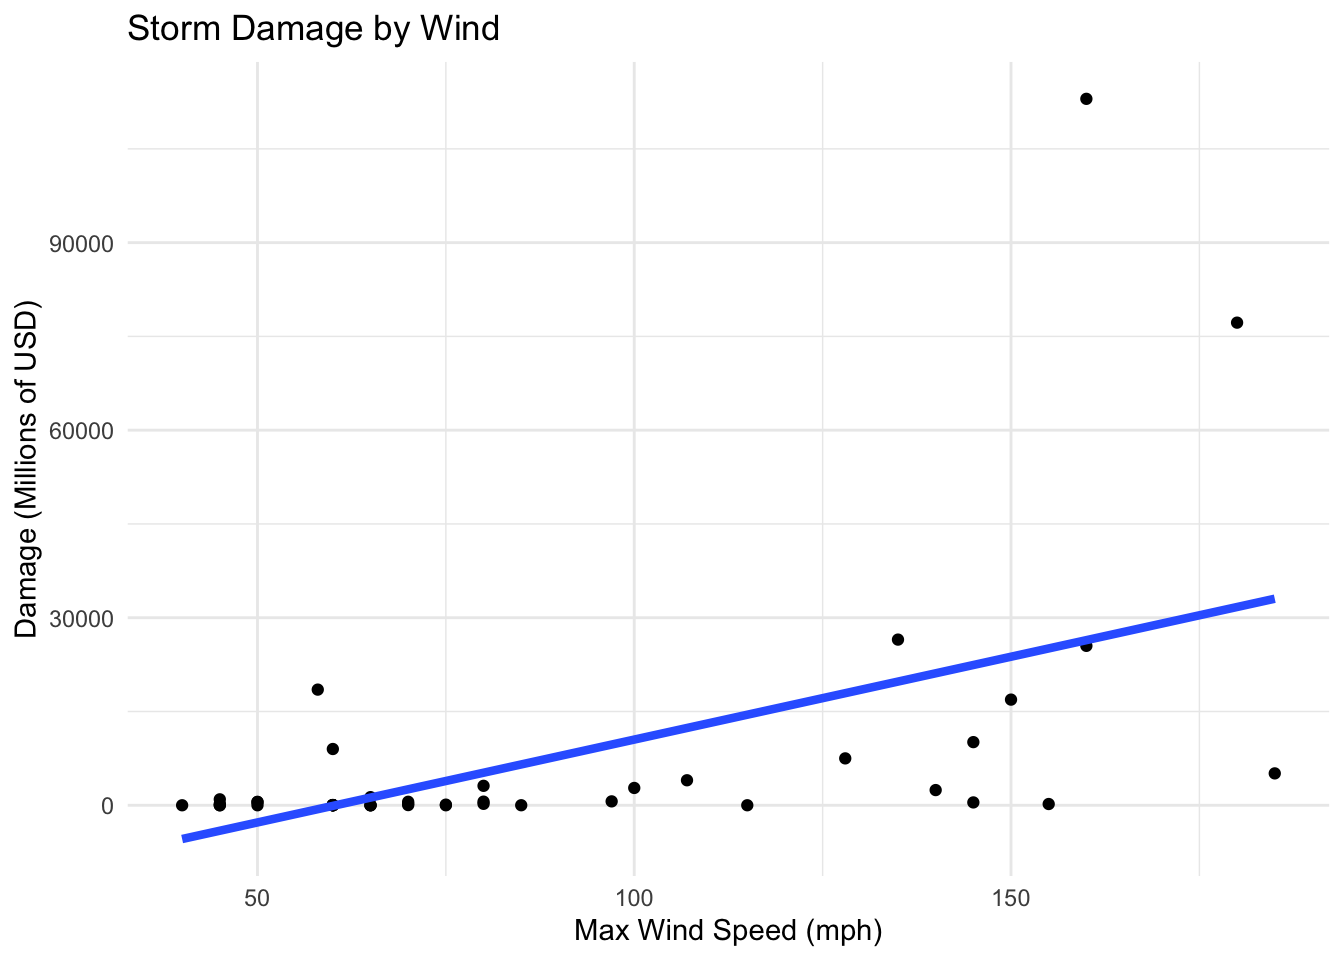 Storm Damage by Wind
Damage (Millions of USD)
90000
60000
30000
0
50
100
150
Max Wind Speed (mph)